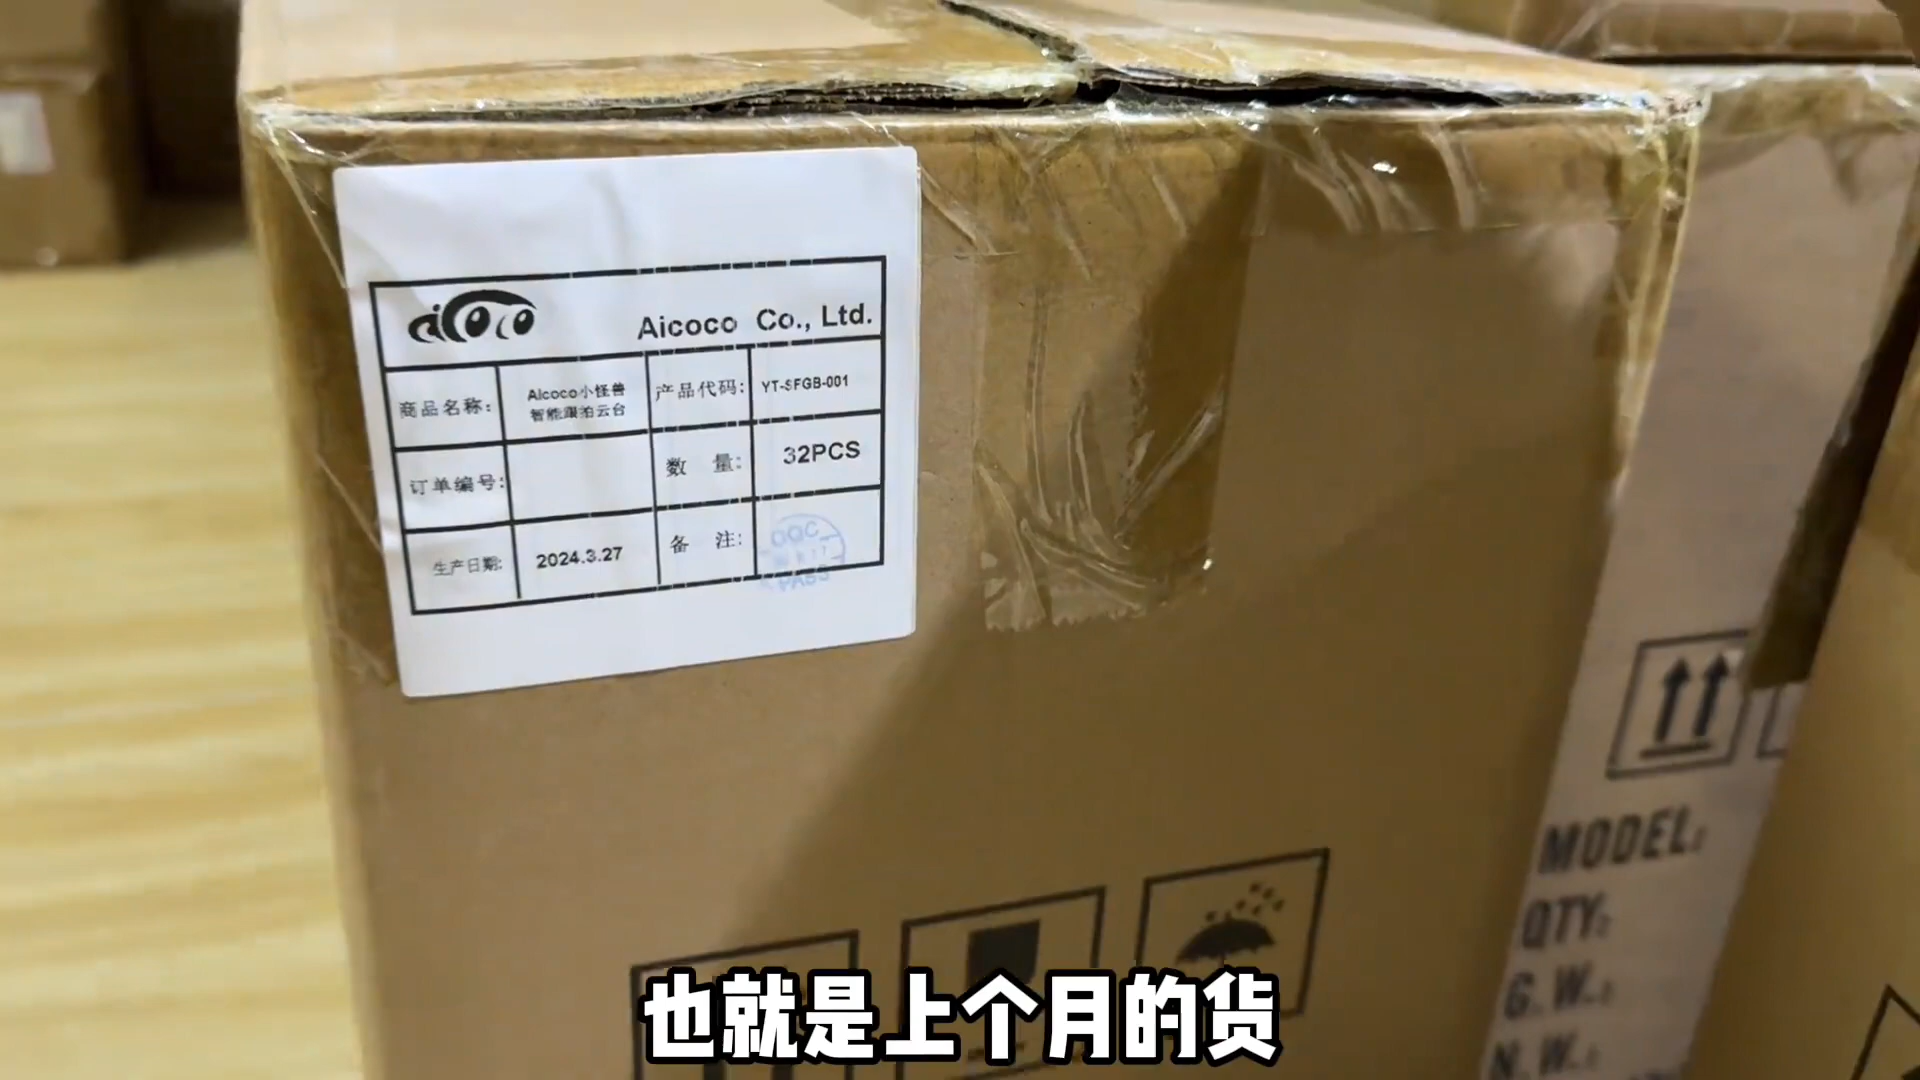 aicoco
Aicoco Co., Ltd.
商品名称:
Aicoco小怪兽
智能跟拍云台
产品代码:
YT-SFGB-001
订单编号:
数 量:
32PCS
生产日期:
2024.3.27
备 注:
OQC
PASS
MODEL:
QTY:
G.W.:
N.W.:
也就是上个月的货